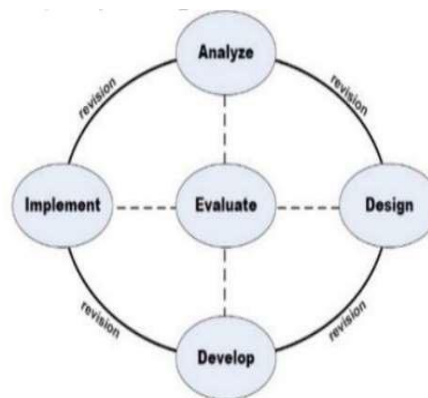 Analyze
revision
revision
Implement
Evaluate
Design
revision
revision
Develop